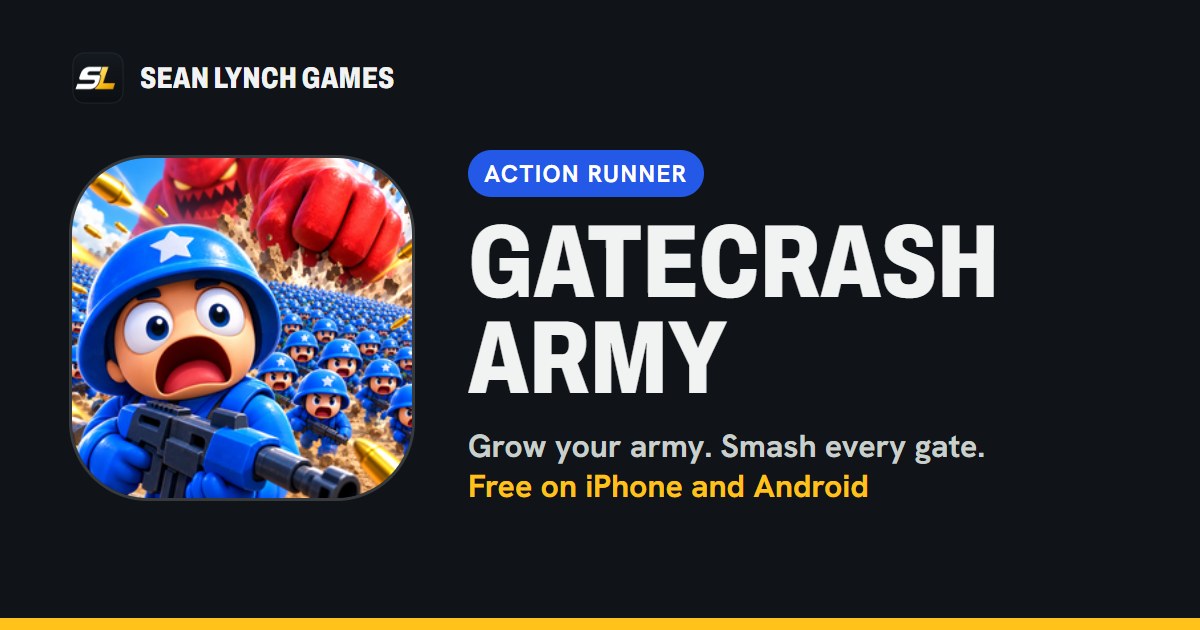 SL
SEAN LYNCH GAMES
ACTION RUNNER
GATECRASH
ARMY
Grow your army. Smash every gate.
Free on iPhone and Android